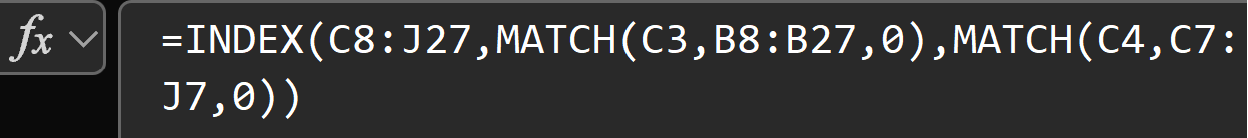 fx
=INDEX(C8:J27,MATCH(C3,B8:B27,0),MATCH(C4,C7:
J7,0))